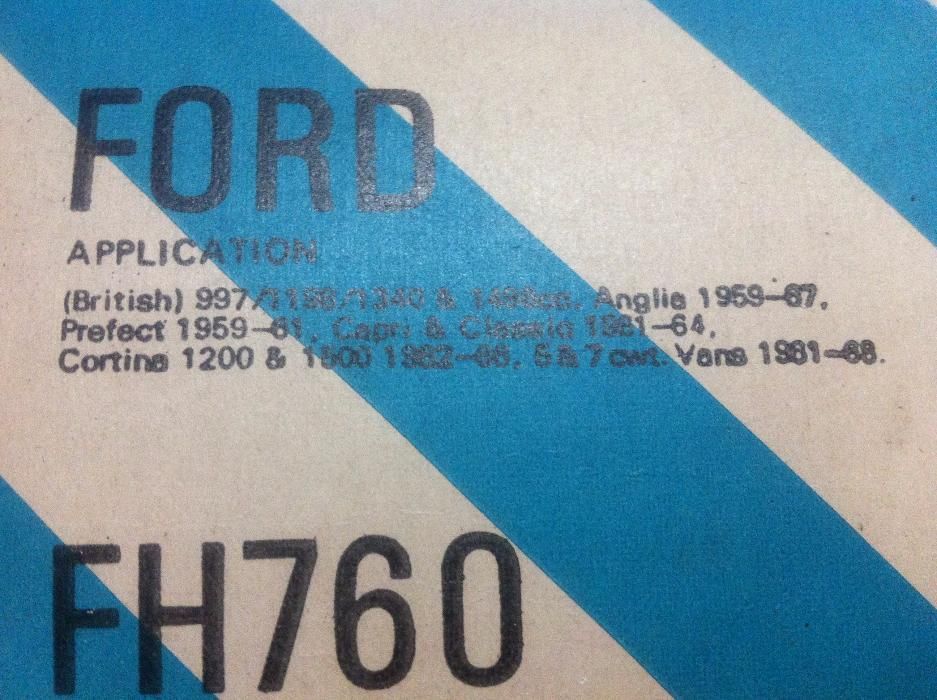 FORD
APPLICATION
(British) 997/1198/1340 & 1498cc. Anglia 1959–67,
Prefect 1959–61, Capri & Classic 1961–64,
Cortina 1200 & 1500 1962–66, 5 & 7 cwt. Vans 1961–68.
FH760